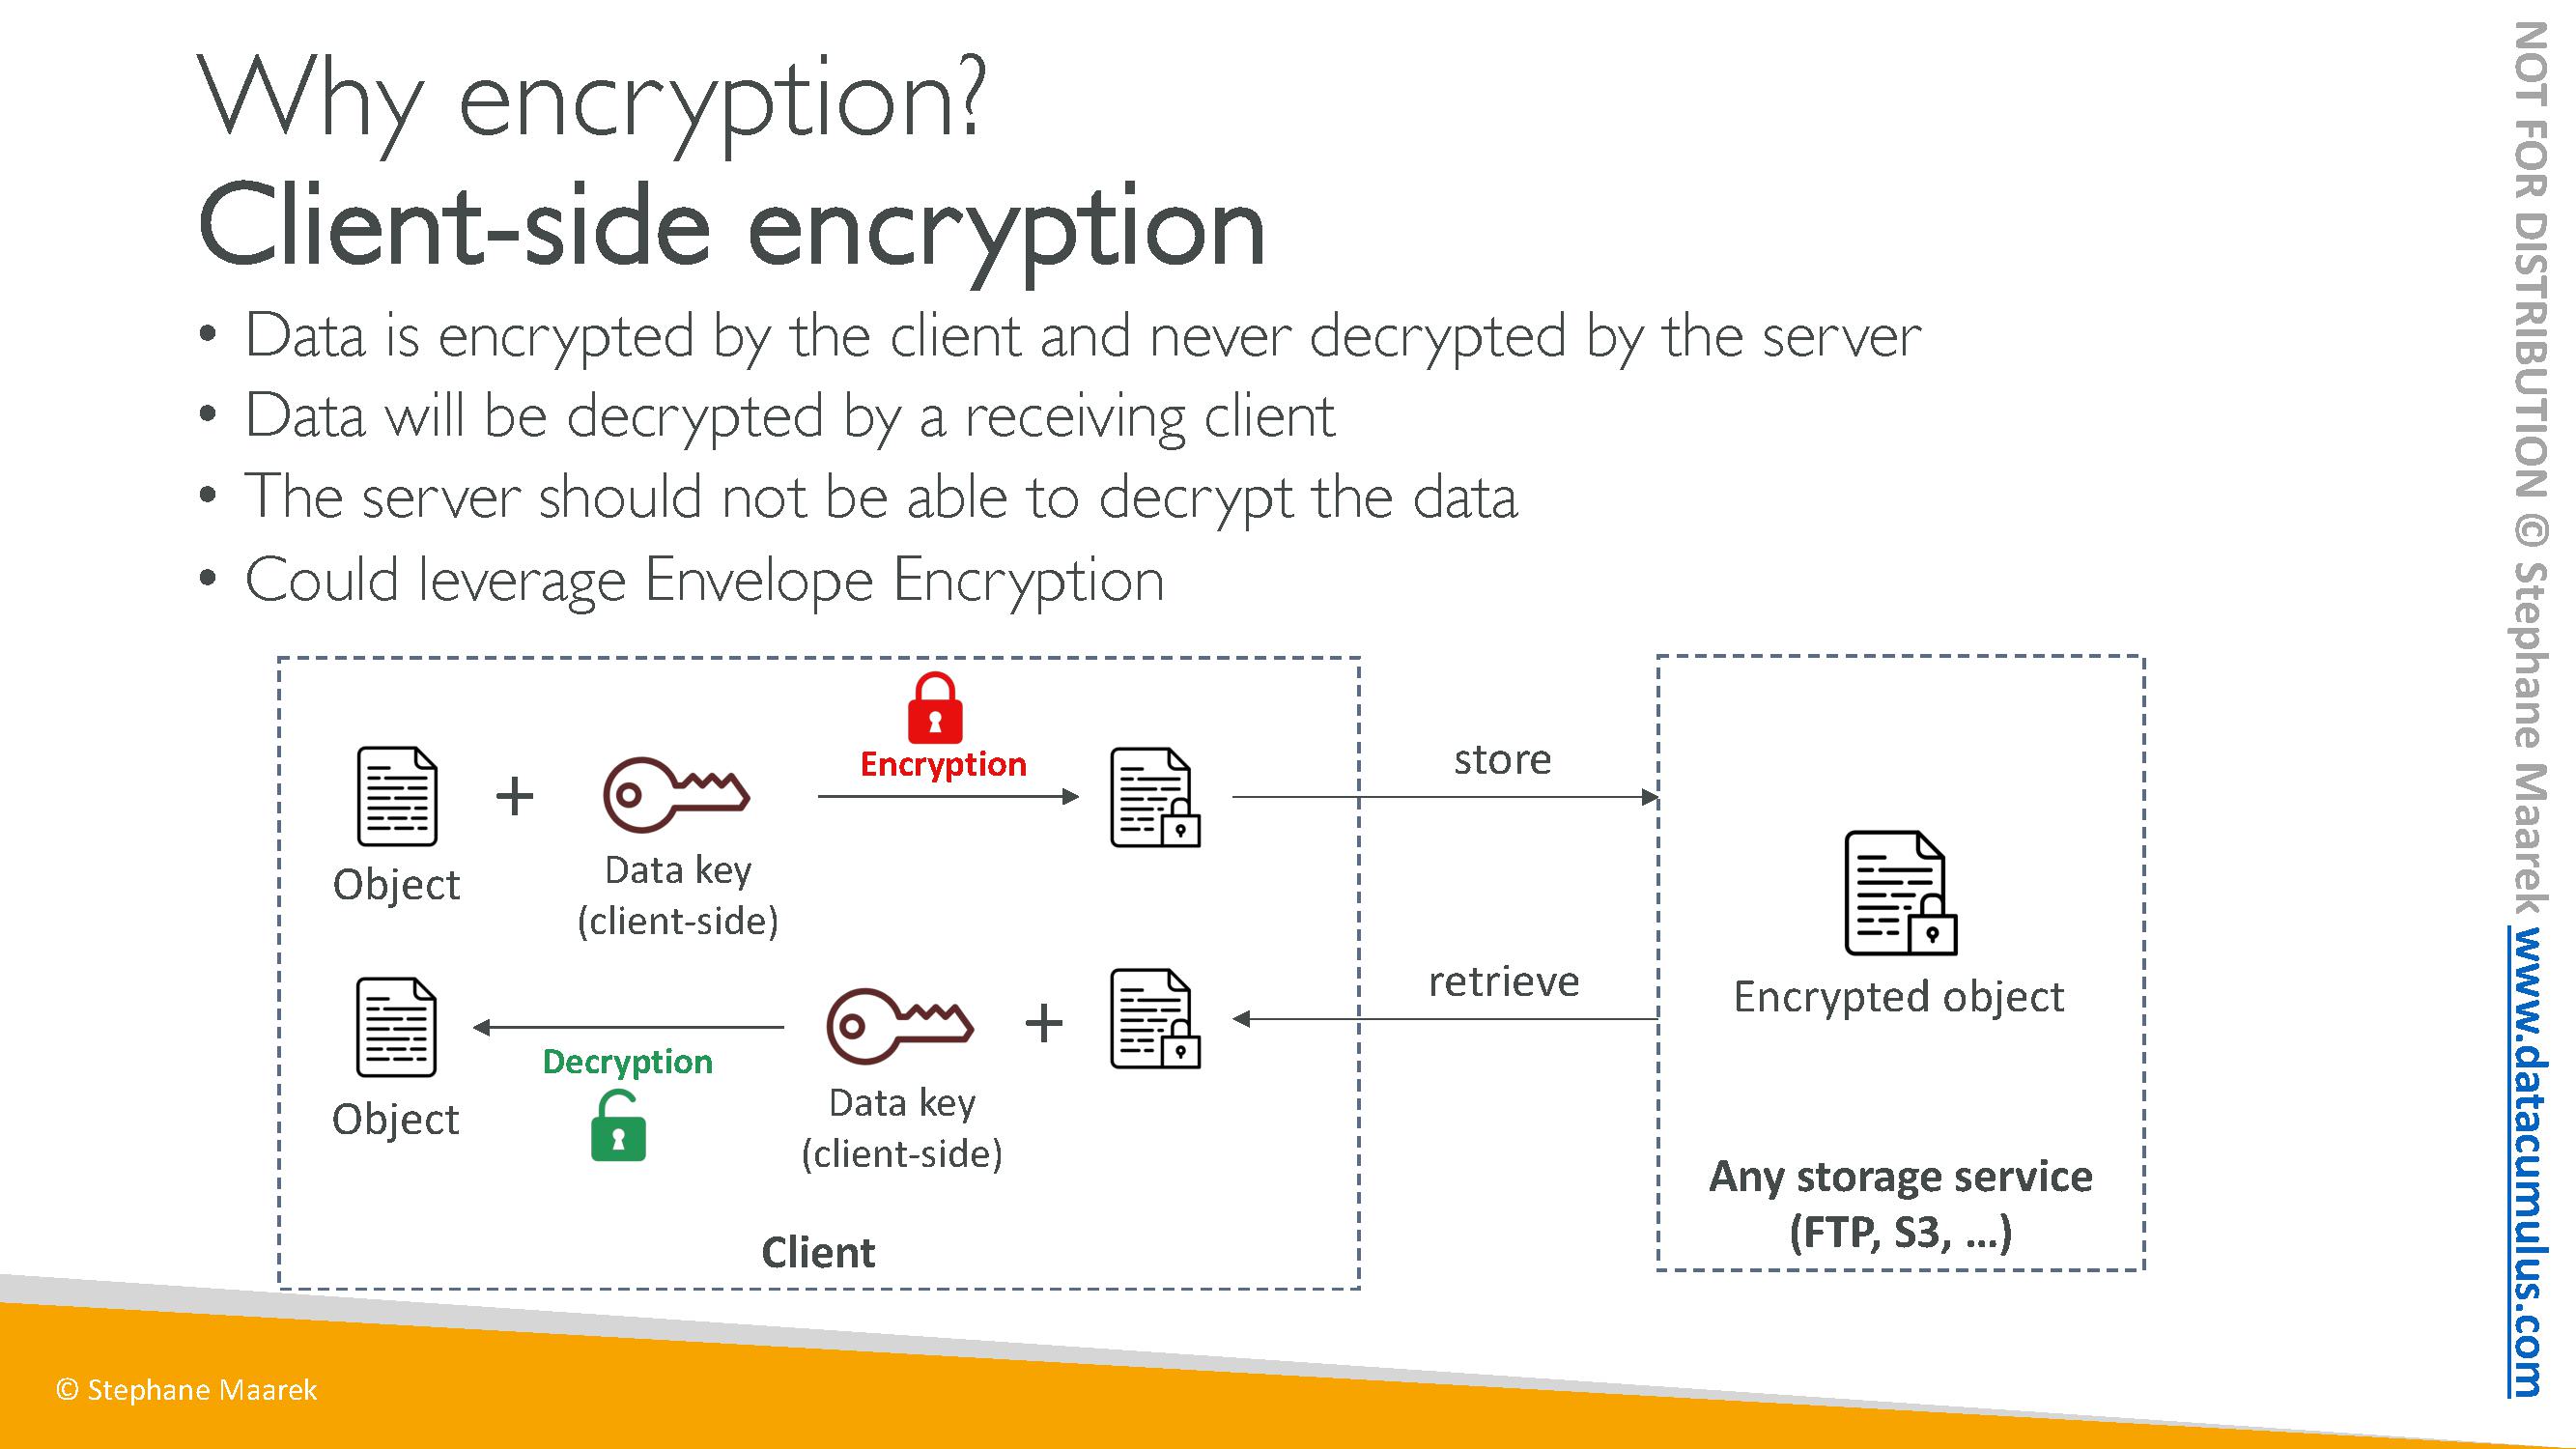 Why encryption?
Client-side encryption
• Data is encrypted by the client and never decrypted by the server
• Data will be decrypted by a receiving client
• The server should not be able to decrypt the data
• Could leverage Envelope Encryption
Encryption
Object
+
Data key
(client-side)
store
Object
Decryption
Data key
(client-side)
+
retrieve
Client
Encrypted object
Any storage service
(FTP, S3, …)
© Stephane Maarek
NOT FOR DISTRIBUTION © Stephane Maarek www.datacumulus.com